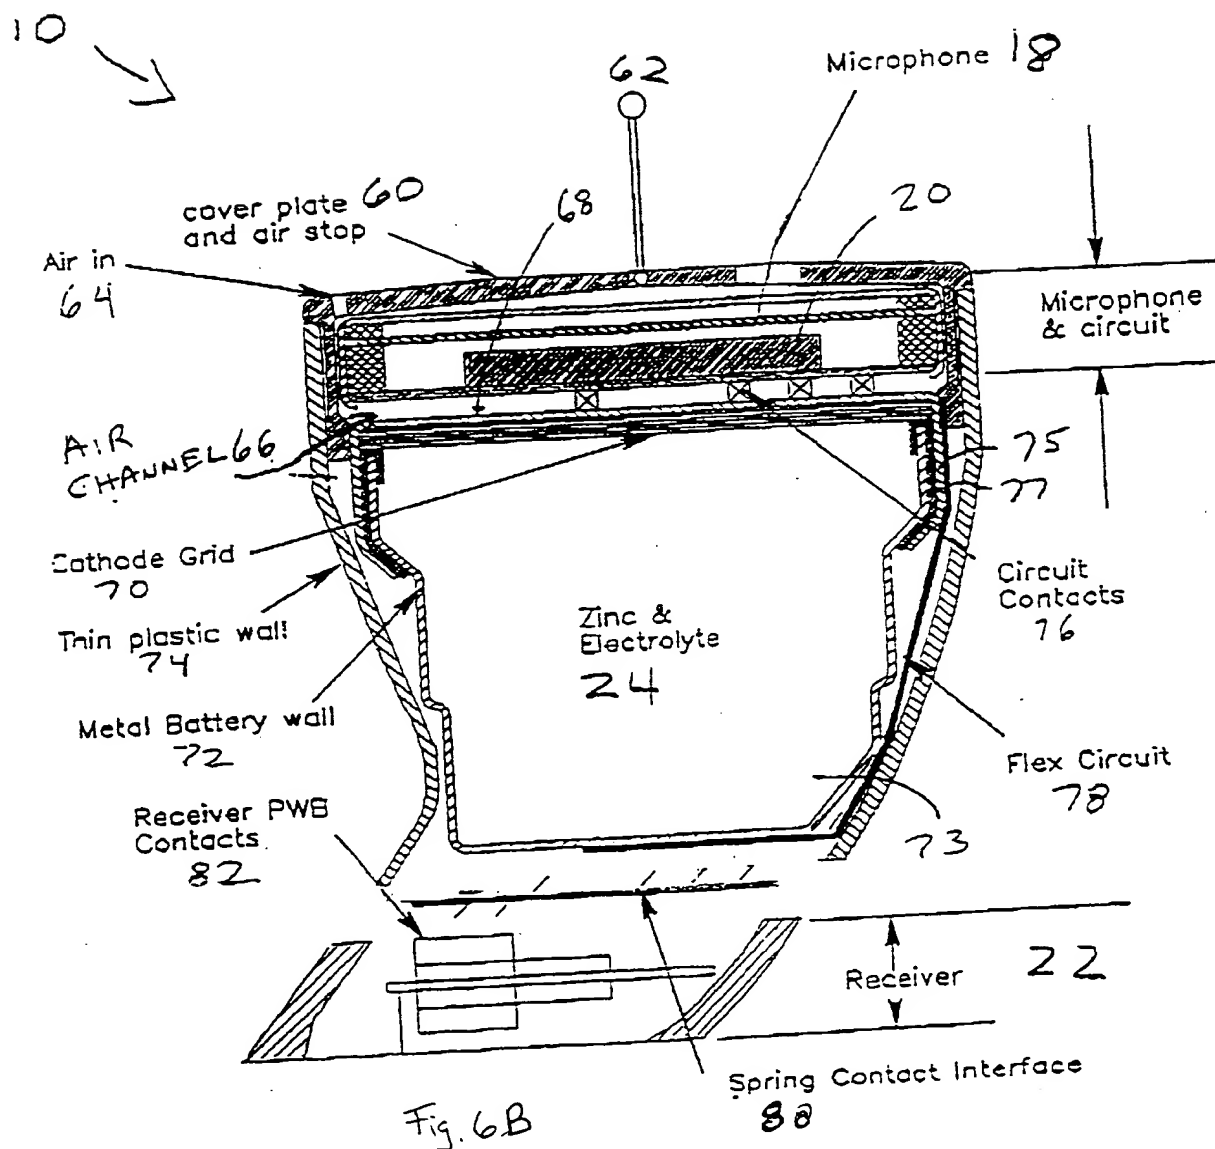 10
62
Microphone 18
cover plate 60
and air stop
68
20
Air in
64
Microphone
& circuit
AIR
CHANNEL 66
75
77
Cathode Grid
70
Circuit
Contacts
76
Thin plastic wall
74
Zinc &
Electrolyte
24
Metal Battery wall
72
Flex Circuit
78
Receiver PWB
Contacts
82
73
Receiver 22
Spring Contact Interface
80
Fig. 6B